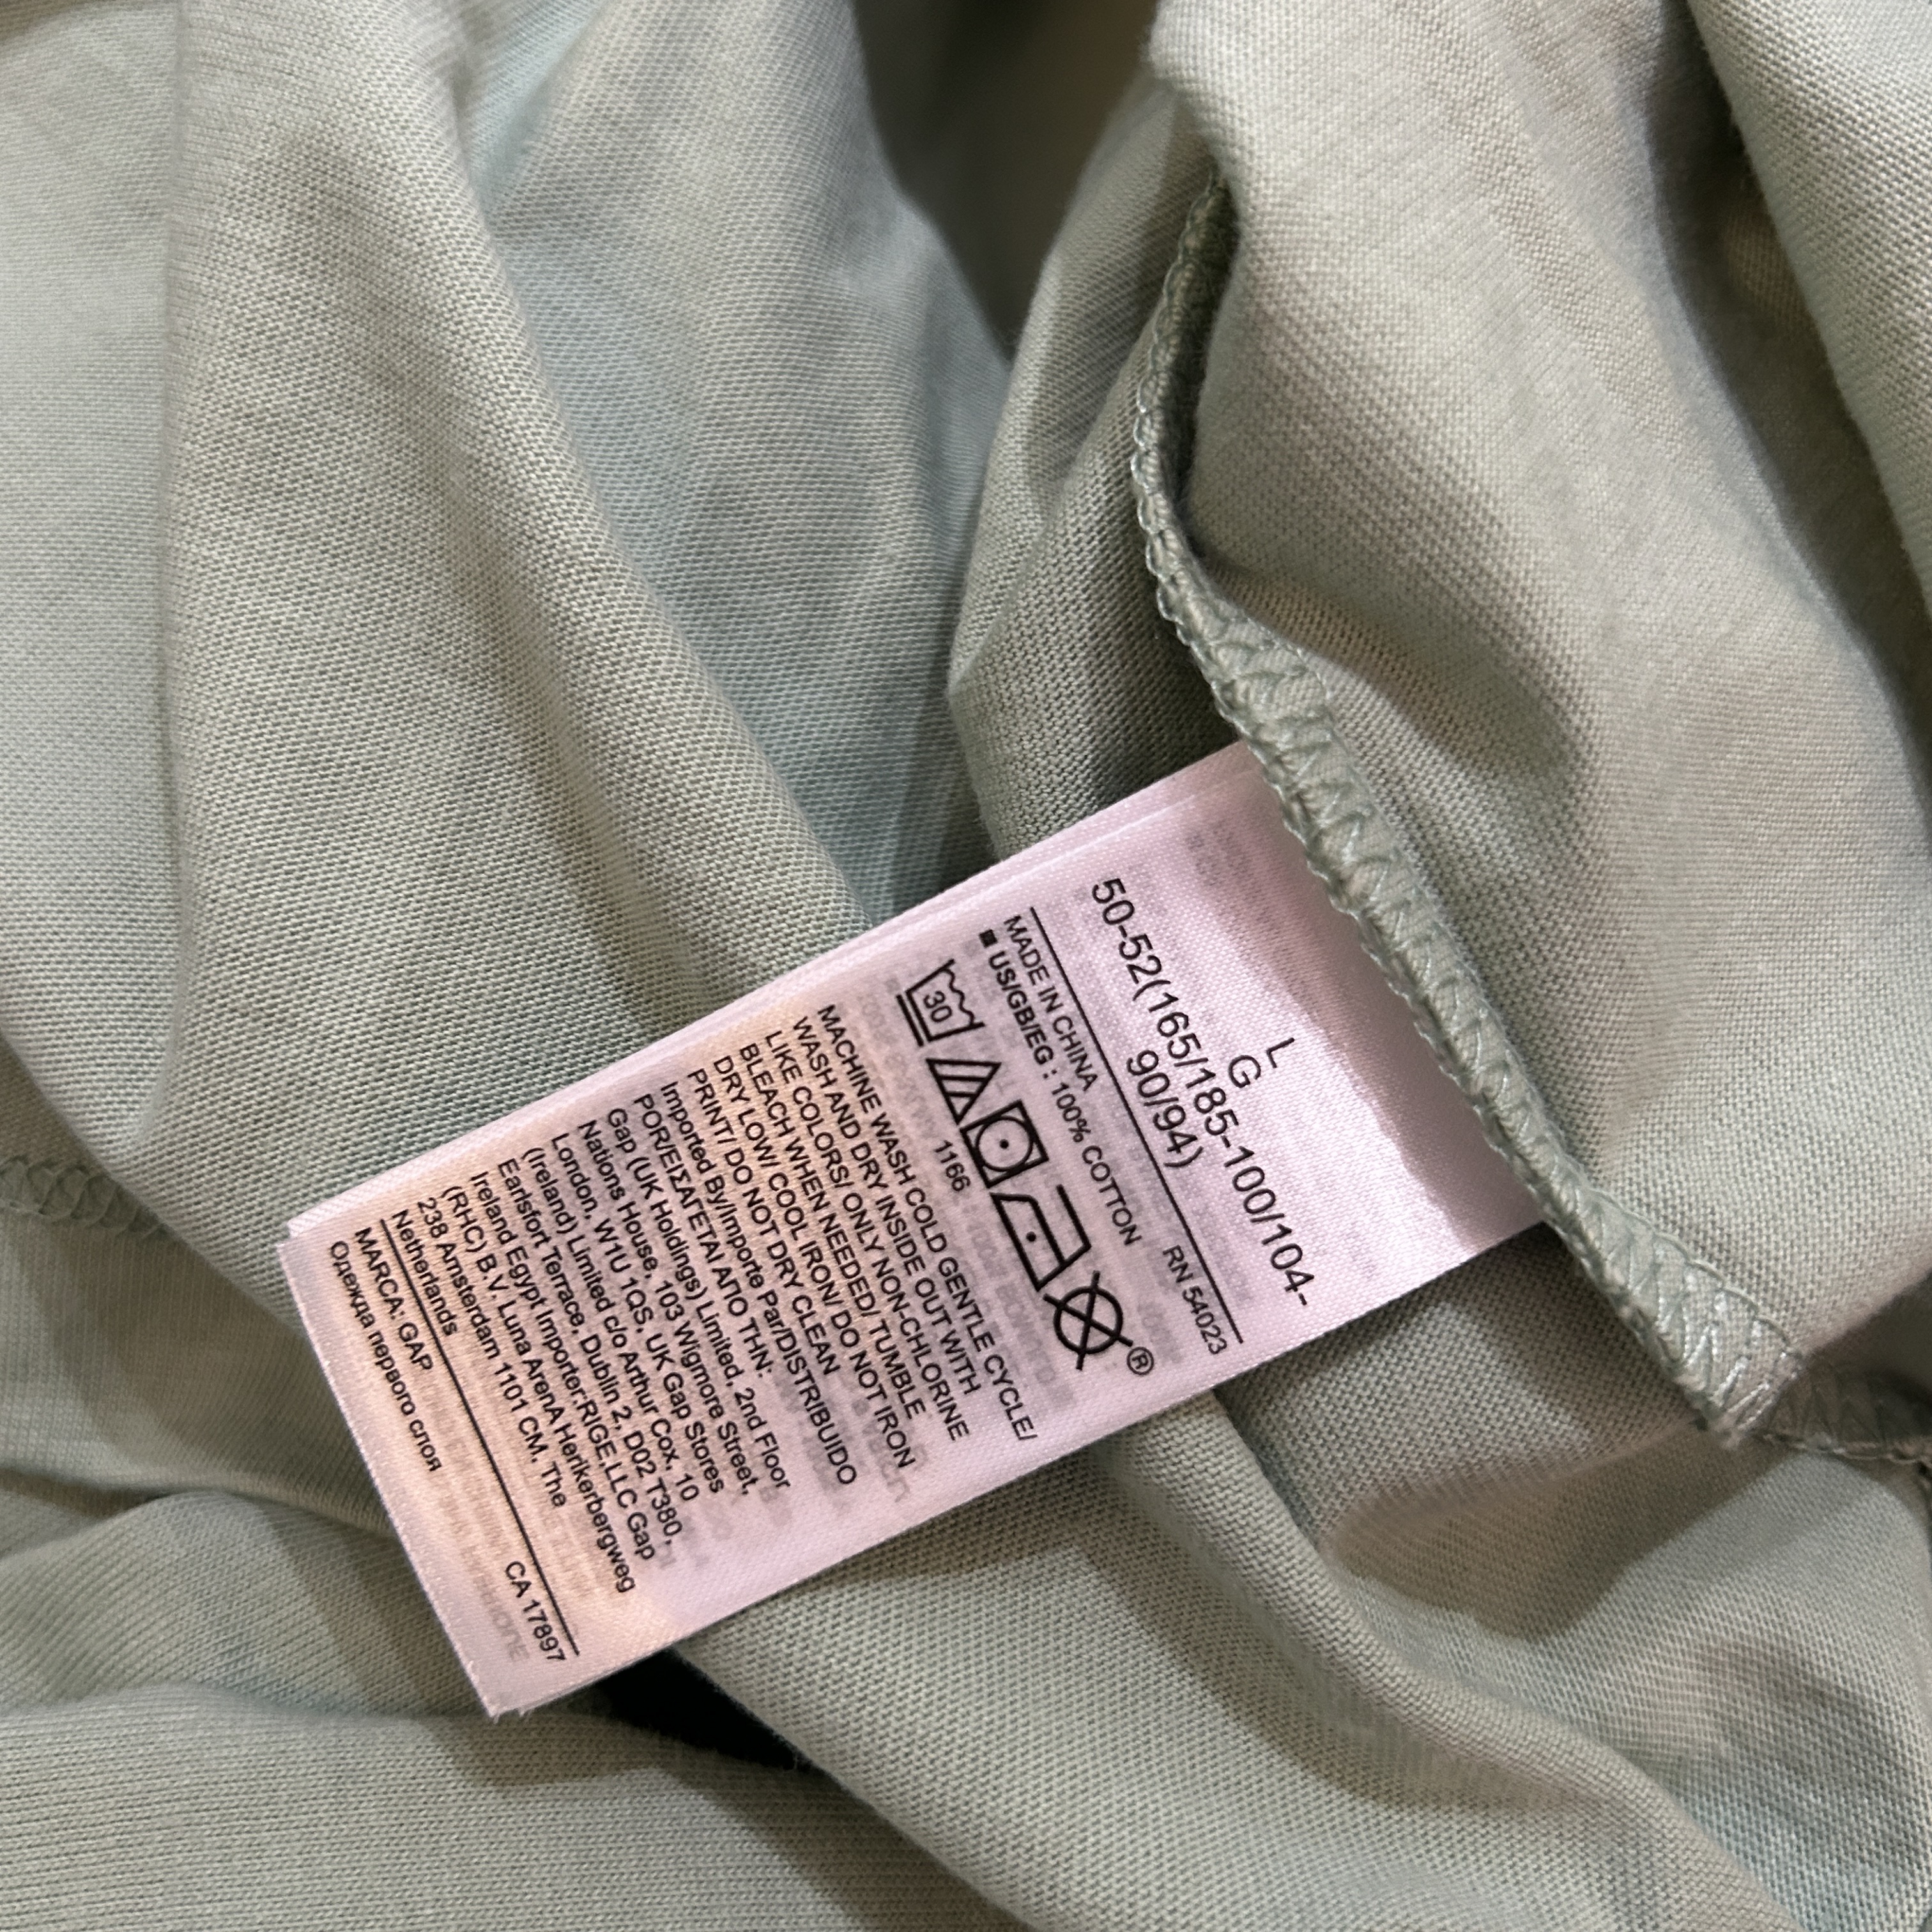 L
G
50-52(165/185-100/104-
90/94)
MADE IN CHINA RN 54023
■ US/GB/EG : 100% COTTON
30
®
1166
MACHINE WASH COLD GENTLE CYCLE/
WASH AND DRY INSIDE OUT WITH
LIKE COLORS/ ONLY NON-CHLORINE
BLEACH WHEN NEEDED/ TUMBLE
DRY LOW/ COOL IRON/ DO NOT IRON
PRINT/ DO NOT DRY CLEAN
Imported By/Importe Par/DISTRIBUIDO
POR/ΕΙΣΑΓΕΤΑΙ ΑΠΟ ΤΗΝ:
Gap (UK Holdings) Limited, 2nd Floor
Nations House, 103 Wigmore Street,
London, W1U 1QS, UK Gap Stores
(Ireland) Limited c/o Arthur Cox, 10
Earlsfort Terrace, Dublin 2, D02 T380,
Ireland Egypt Importer:RIGE,LLC Gap
(RHC) B.V. Luna ArenA Herikerbergweg
238 Amsterdam 1101 CM, The
Netherlands
MARCA: GAP CA 17897
Одежда первого слоя